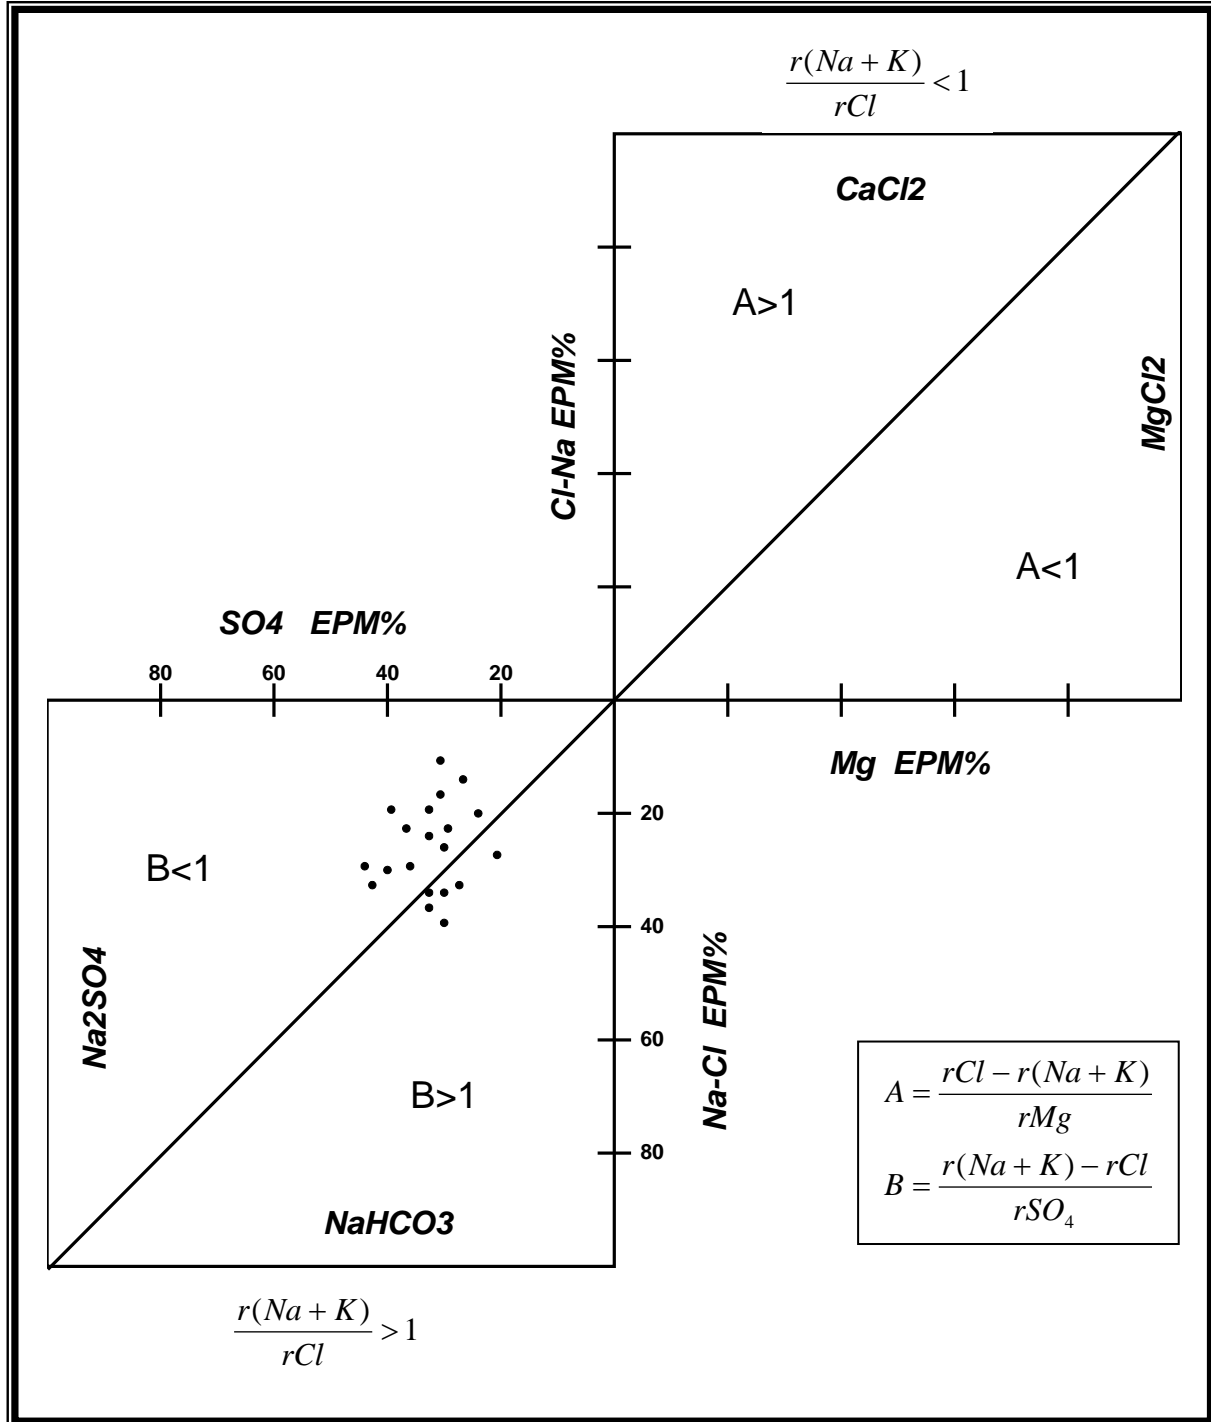 r(Na + K) / rCl < 1
CaCl2
A>1
Cl-Na EPM%
MgCl2
A<1
SO4 EPM%
80 60 40 20
Mg EPM%
20
B<1
40
Na2SO4
Na-Cl EPM%
60
B>1
80
NaHCO3
A = rCl − r(Na + K) / rMg
B = r(Na + K) − rCl / rSO₄
r(Na + K) / rCl > 1